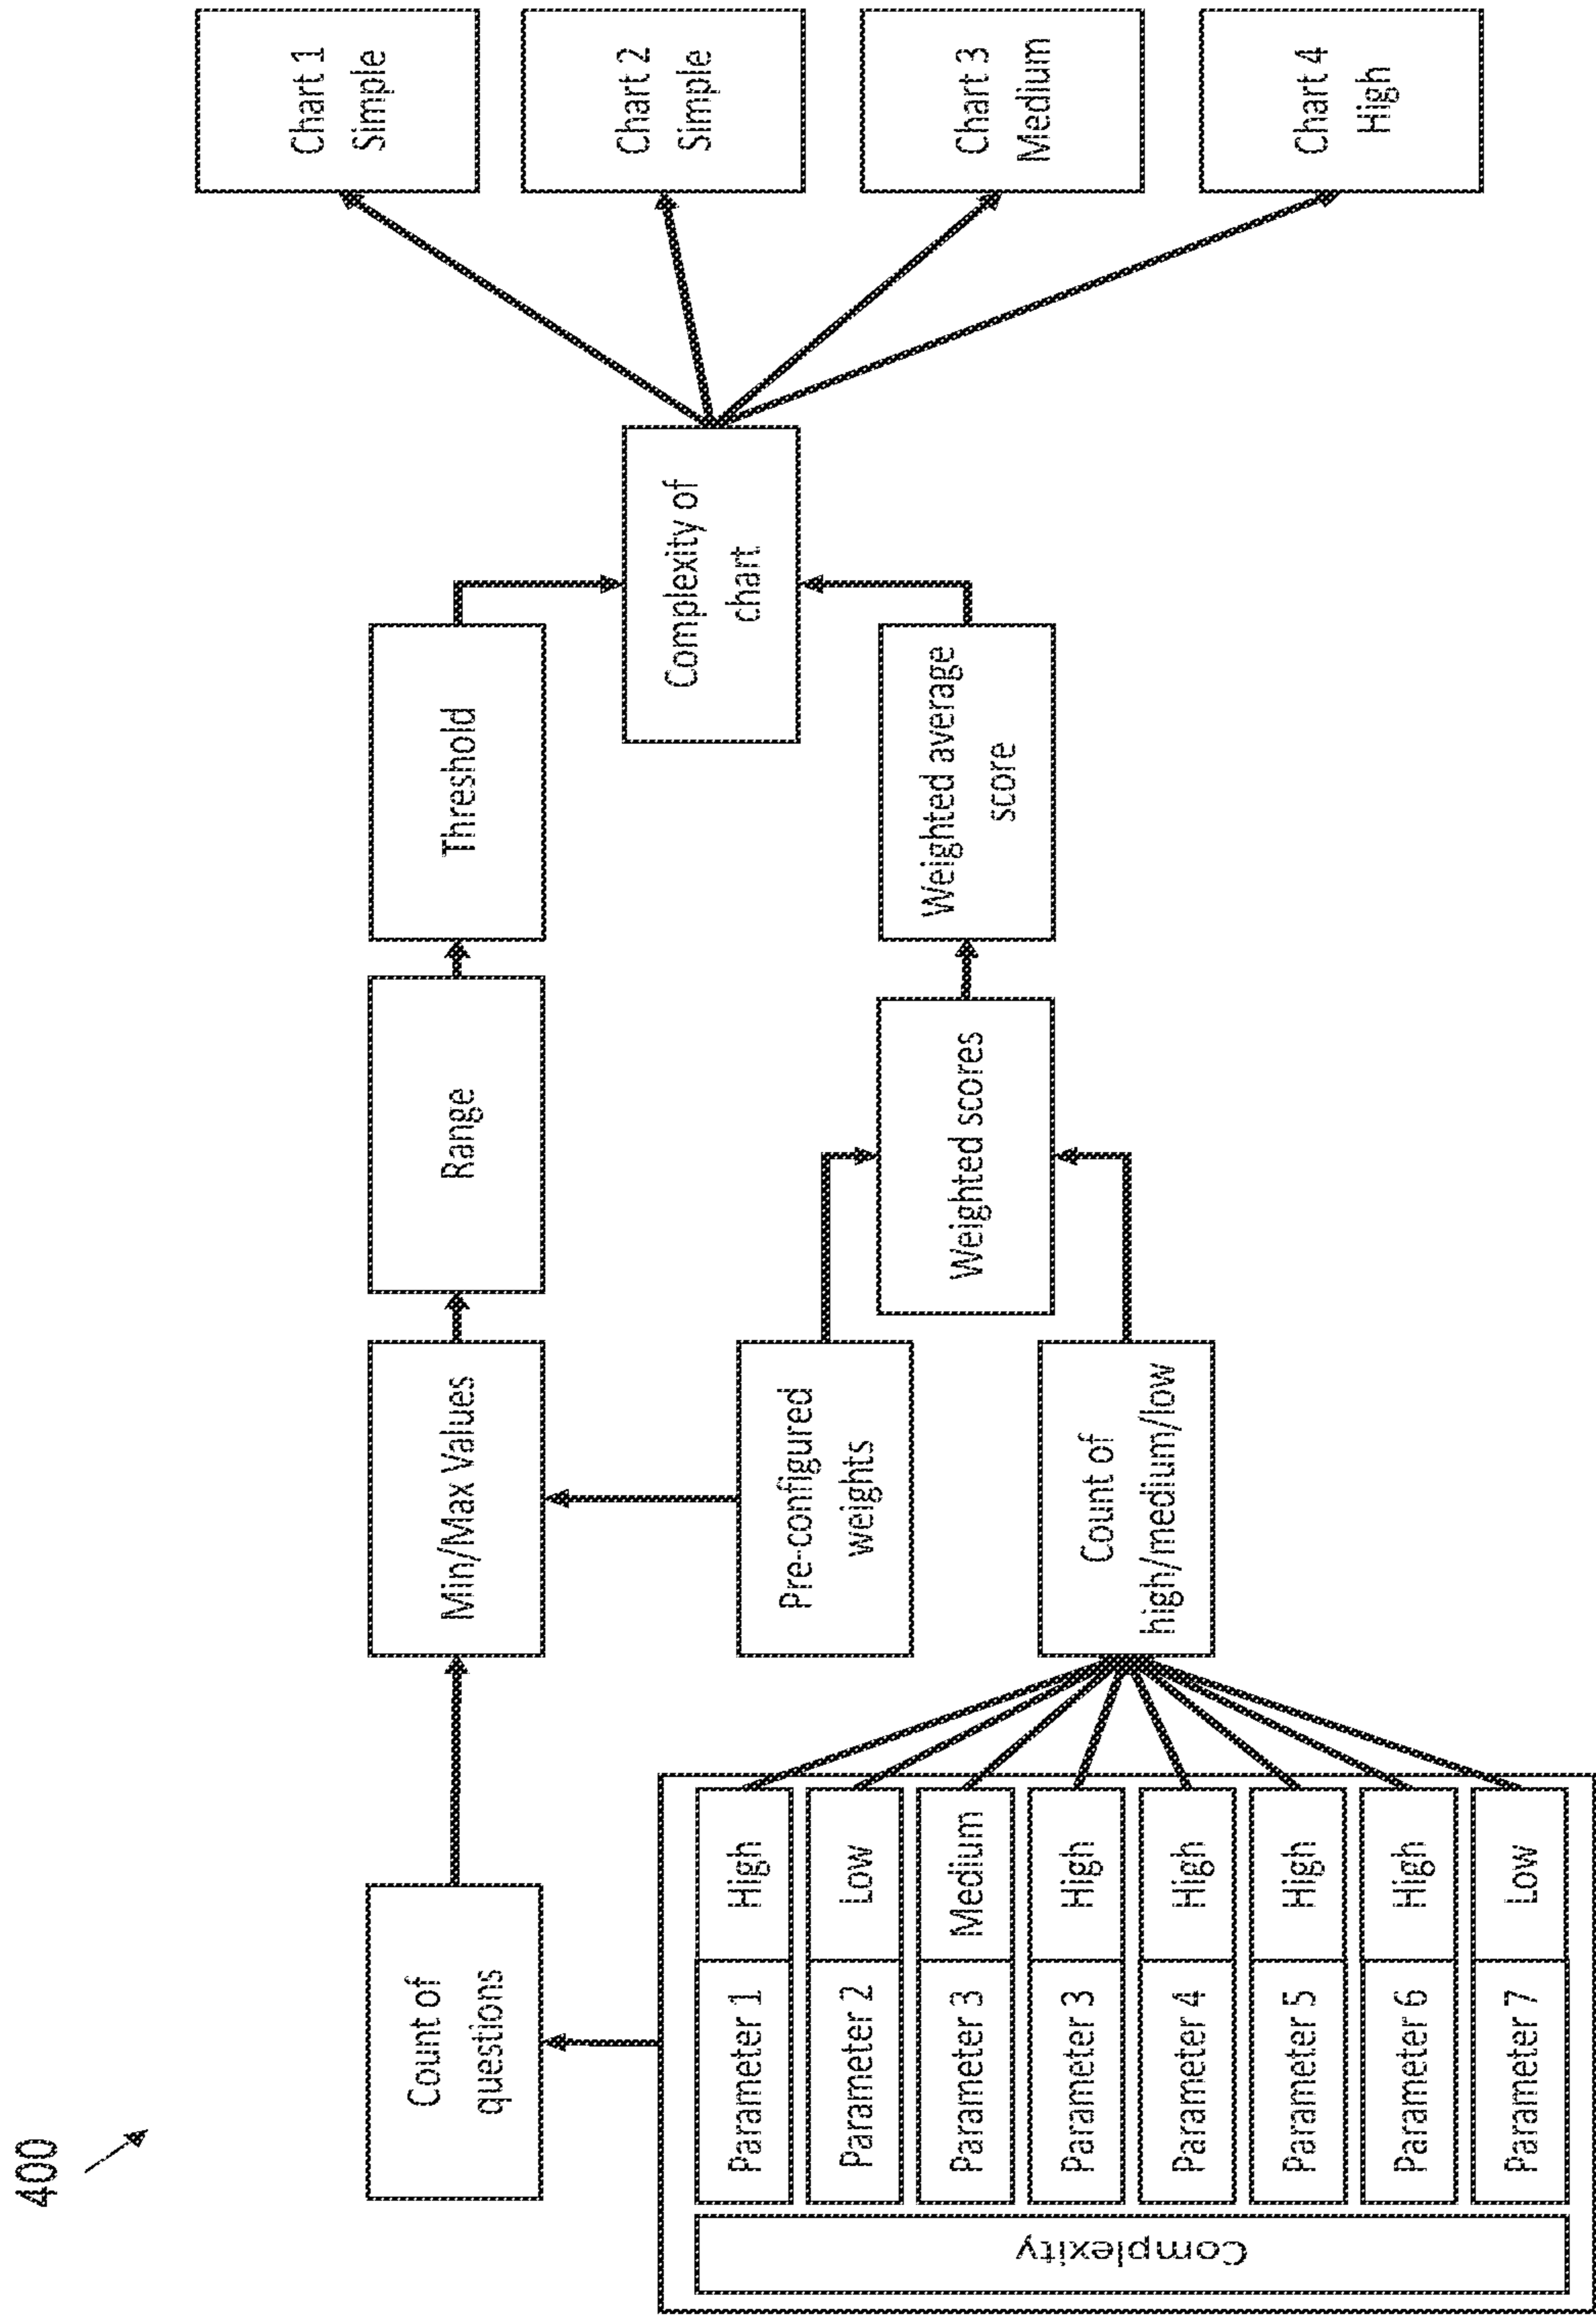 400
Count of
questions
Min/Max Values
Range
Threshold
Complexity
Parameter 1
High
Parameter 2
Low
Parameter 3
Medium
Parameter 3
High
Parameter 4
High
Parameter 5
High
Parameter 6
High
Parameter 7
Low
Pre-configured
weights
Count of
high/medium/low
Weighted scores
Weighted average
score
Complexity of
chart
Chart 1
Simple
Chart 2
Simple
Chart 3
Medium
Chart 4
High